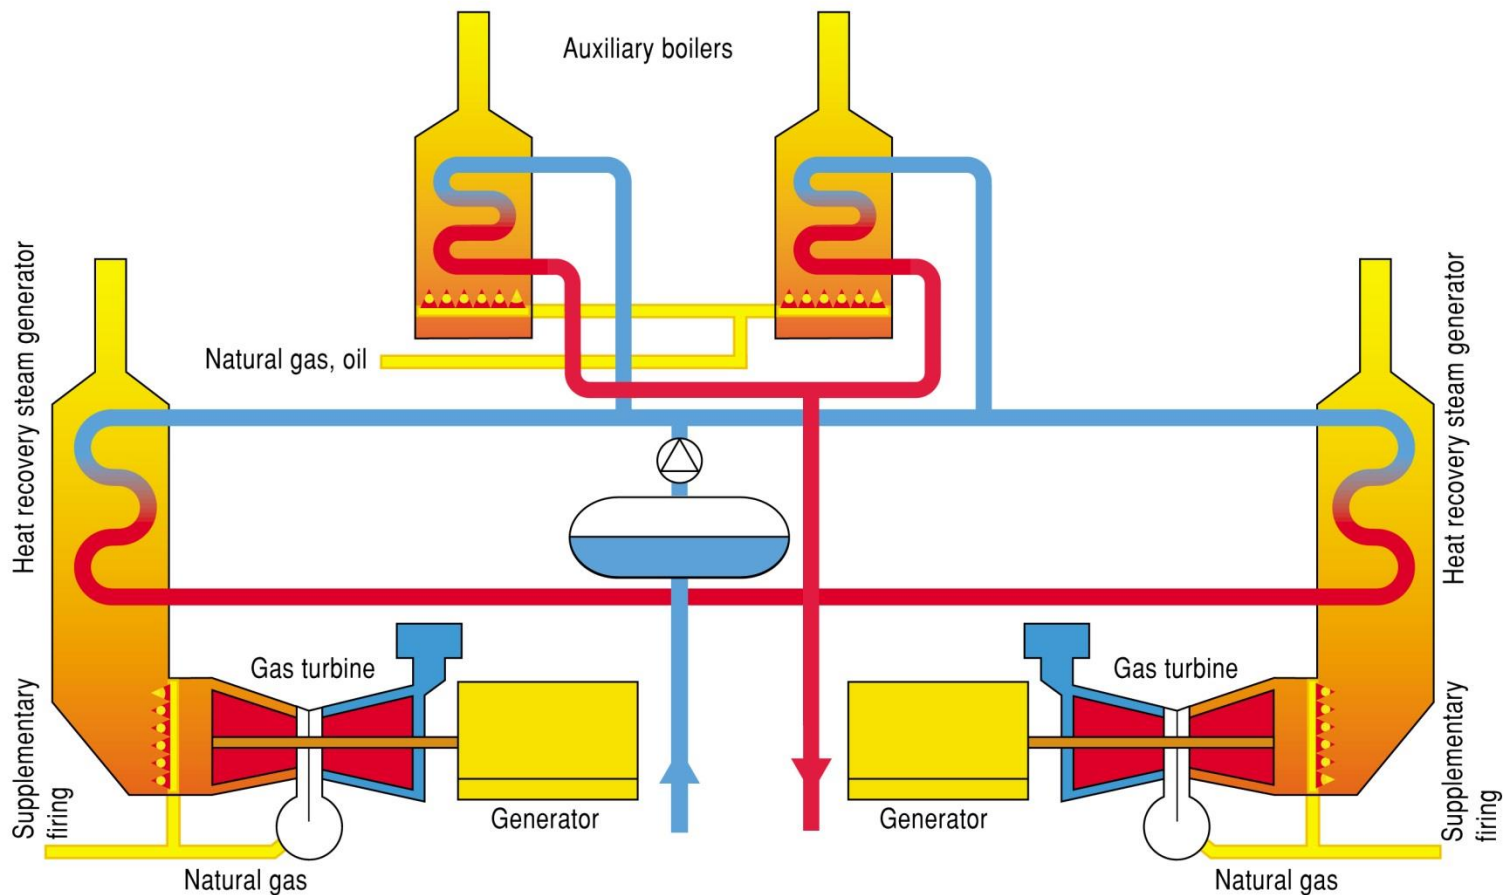 Auxiliary boilers
Heat recovery steam generator
Heat recovery steam generator
Natural gas, oil
Gas turbine
Gas turbine
Supplementary
firing
Supplementary
firing
Generator
Generator
Natural gas
Natural gas